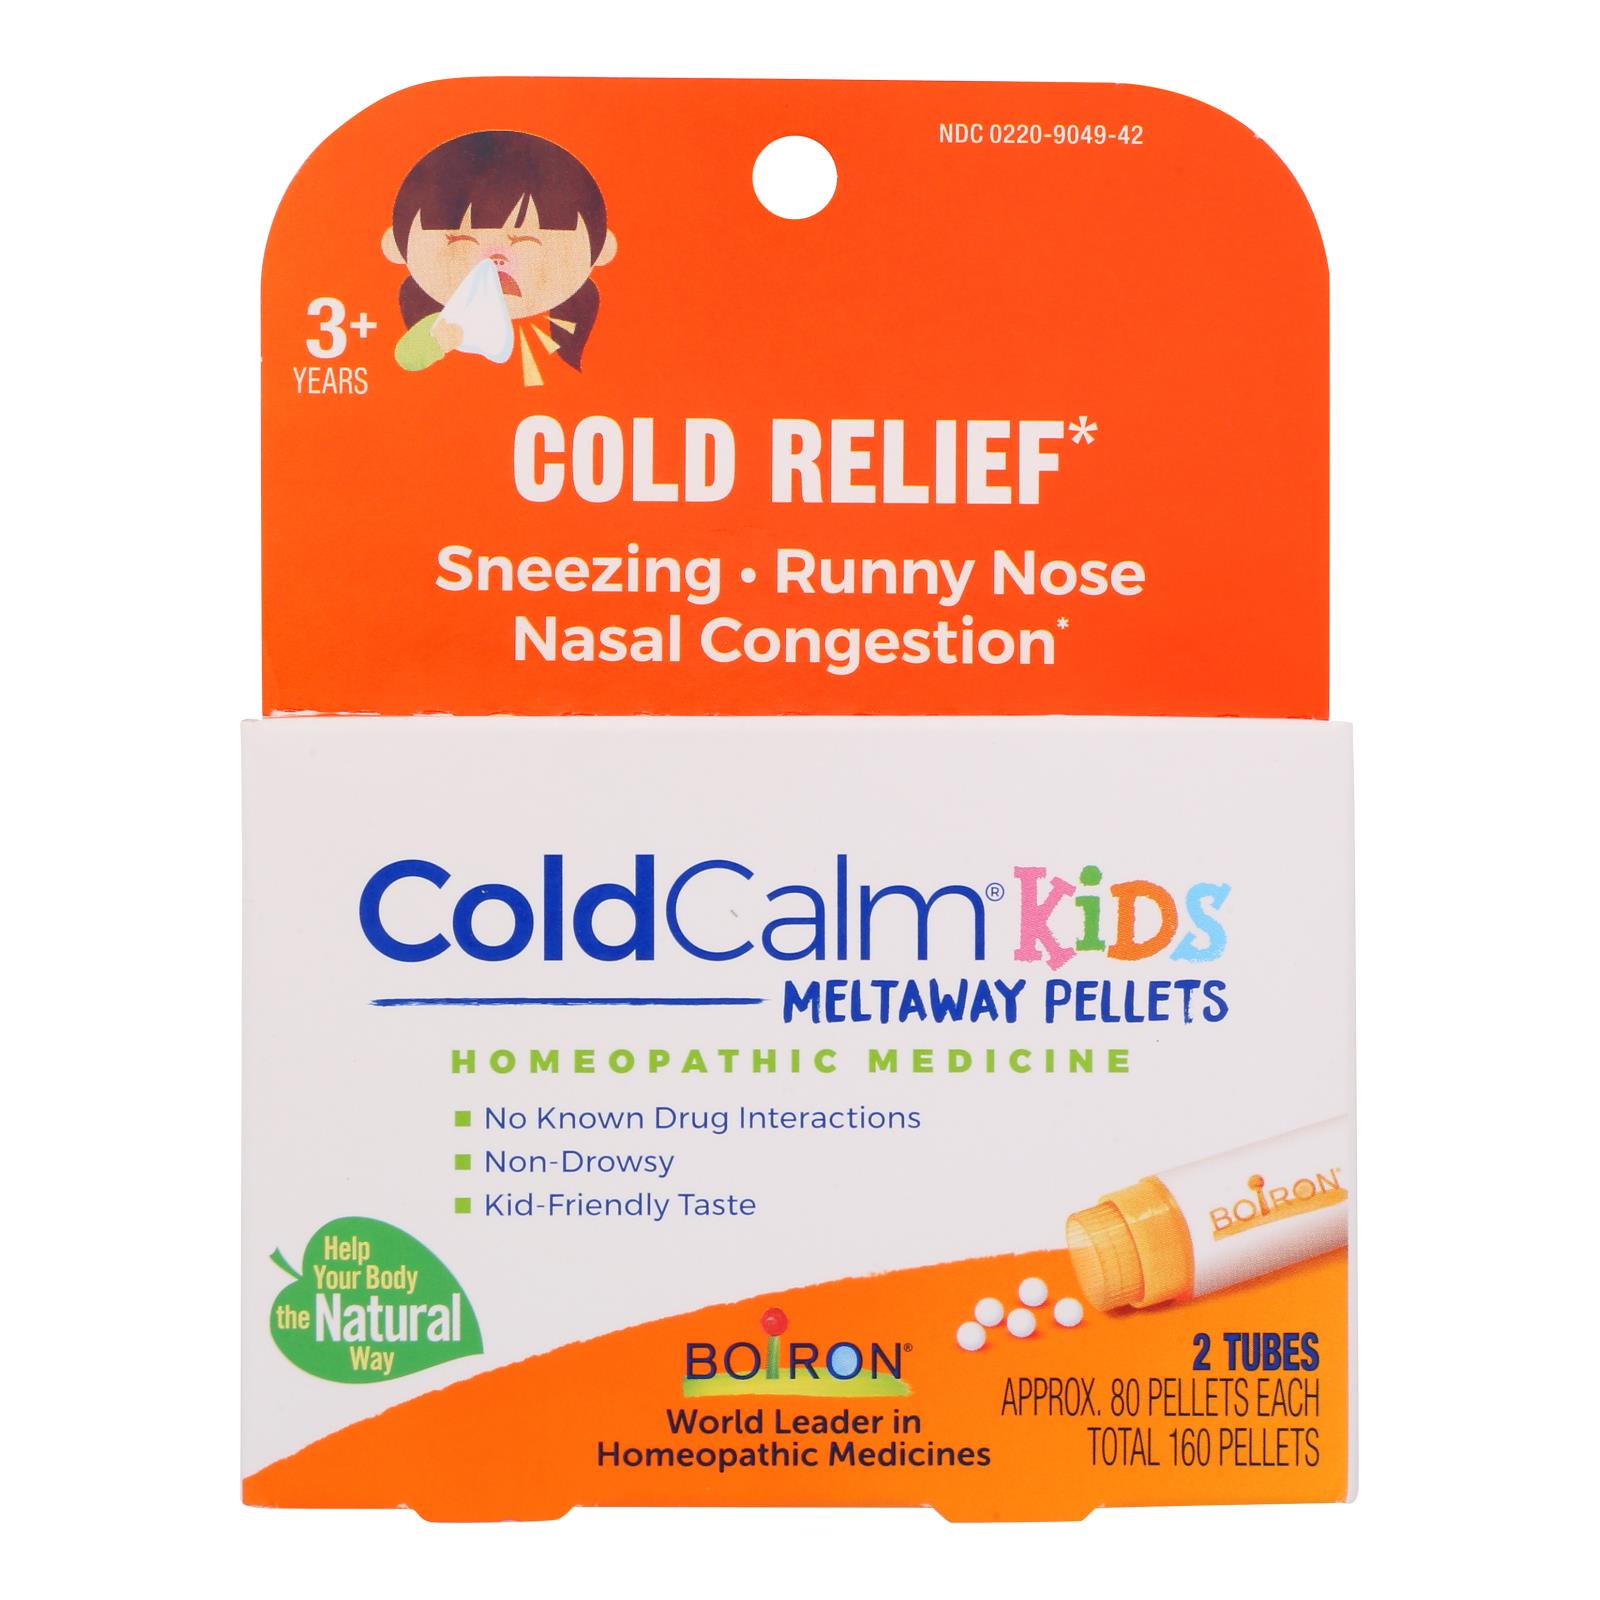 NDC 0220-9049-42
3+
YEARS
COLD RELIEF*
Sneezing • Runny Nose
Nasal Congestion*
ColdCalm® KiDS
MELTAWAY PELLETS
HOMEOPATHIC MEDICINE
■ No Known Drug Interactions
■ Non-Drowsy
■ Kid-Friendly Taste
Help
Your Body
the Natural
Way
BOIRON®
World Leader in
Homeopathic Medicines
BOIRON®
2 TUBES
APPROX. 80 PELLETS EACH
TOTAL 160 PELLETS